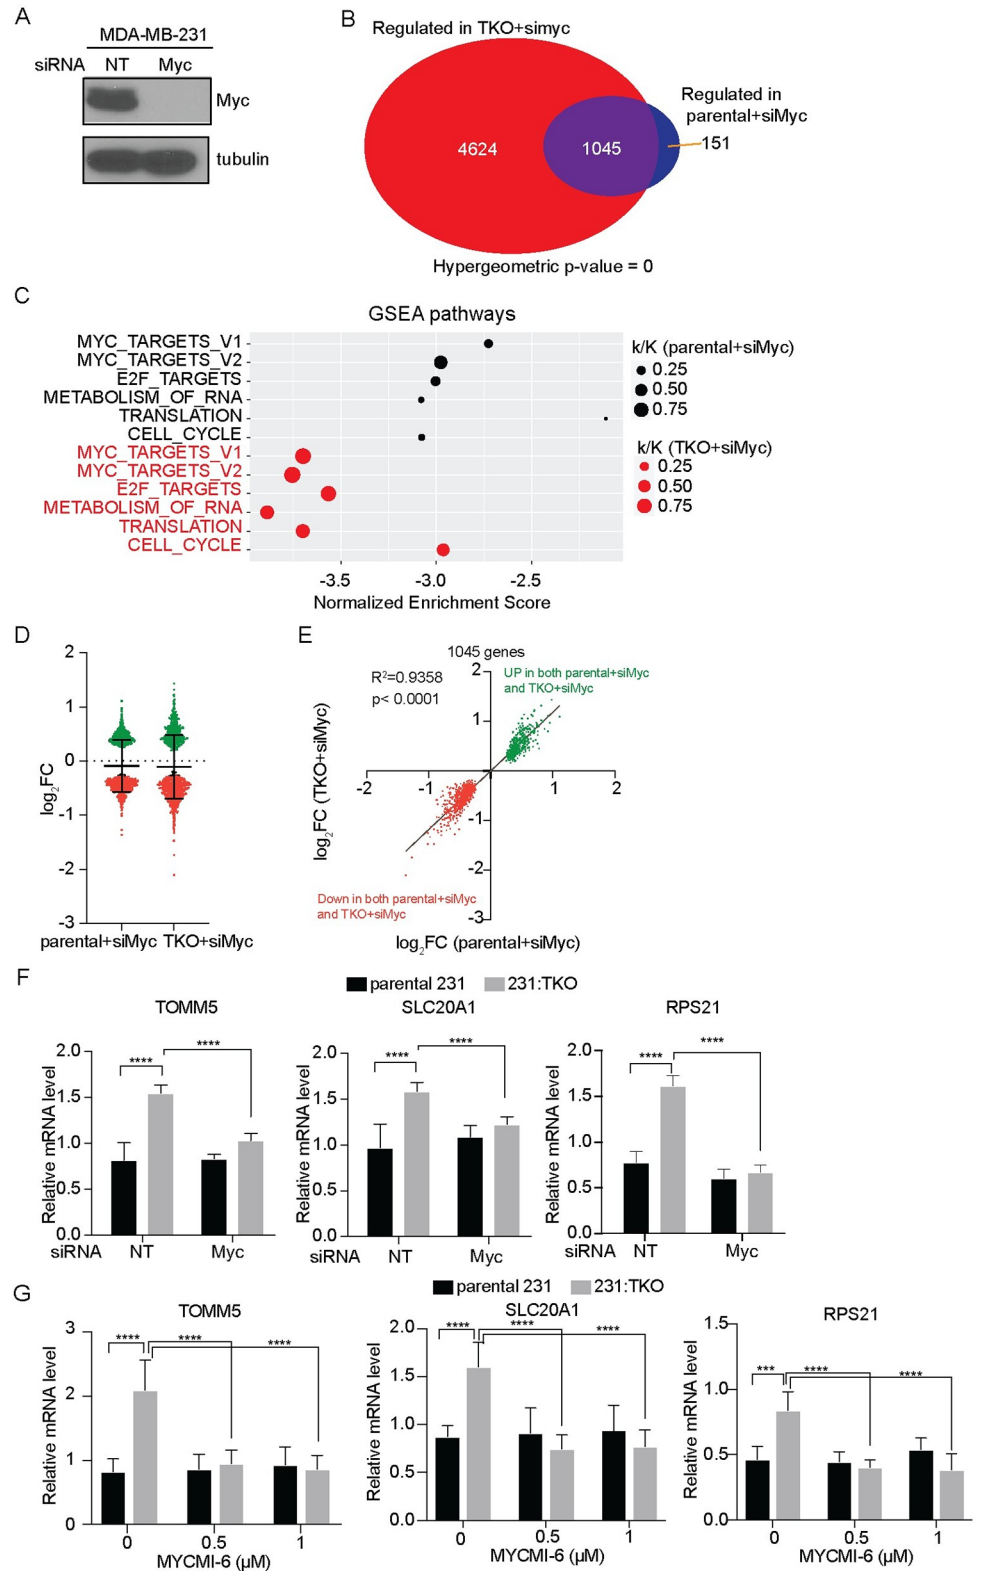 A
MDA-MB-231
siRNA NT Myc
Myc
tubulin
B
Regulated in TKO+simyc
Regulated in
parental+siMyc
4624
1045
151
Hypergeometric p-value = 0
C
GSEA pathways
MYC_TARGETS_V1
MYC_TARGETS_V2
E2F_TARGETS
METABOLISM_OF_RNA
TRANSLATION
CELL_CYCLE
MYC_TARGETS_V1
MYC_TARGETS_V2
E2F_TARGETS
METABOLISM_OF_RNA
TRANSLATION
CELL_CYCLE
-3.5 -3.0 -2.5
Normalized Enrichment Score
k/K (parental+siMyc)
0.25
0.50
0.75
k/K (TKO+siMyc)
0.25
0.50
0.75
D
log2FC
2
1
0
-1
-2
-3
parental+siMyc TKO+siMyc
E
1045 genes
R²=0.9358
p< 0.0001
UP in both parental+siMyc
and TKO+siMyc
log2FC (TKO+siMyc)
2
1
-2 -1 1 2
-1
-2
-3
Down in both parental+siMyc
and TKO+siMyc
log2FC (parental+siMyc)
F
parental 231 231:TKO
TOMM5
Relative mRNA level
2.0
1.5
1.0
0.5
0.0
**** ****
siRNA NT Myc
SLC20A1
Relative mRNA level
2.0
1.5
1.0
0.5
0.0
**** ****
siRNA NT Myc
RPS21
Relative mRNA level
2.0
1.5
1.0
0.5
0.0
**** ****
siRNA NT Myc
G
parental 231 231:TKO
TOMM5
Relative mRNA level
3
2
1
0
**** **** ****
0 0.5 1
MYCMI-6 (µM)
SLC20A1
Relative mRNA level
2.0
1.5
1.0
0.5
0.0
**** **** ****
0 0.5 1
MYCMI-6 (µM)
RPS21
Relative mRNA level
1.5
1.0
0.5
0.0
*** **** ****
0 0.5 1
MYCMI-6 (µM)